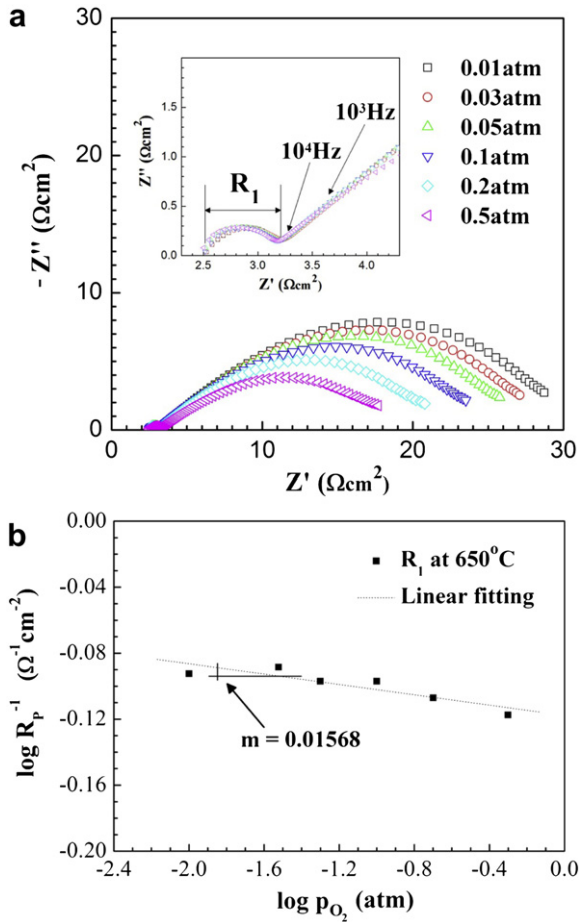 a
30
20
10
0
- Z'' (Ωcm²)
0 10 20 30
Z' (Ωcm²)
0.01atm
0.03atm
0.05atm
0.1atm
0.2atm
0.5atm
2.0
1.5
1.0
0.5
0.0
Z'' (Ωcm²)
10³Hz
10⁴Hz
R₁
2.5 3.0 3.5 4.0
Z' (Ωcm²)
b
0.00
-0.04
-0.08
-0.12
-0.16
-0.20
log R_P⁻¹ (Ω⁻¹cm⁻²)
R₁ at 650°C
Linear fitting
m = 0.01568
-2.4 -2.0 -1.6 -1.2 -0.8 -0.4 0.0
log p_O₂ (atm)